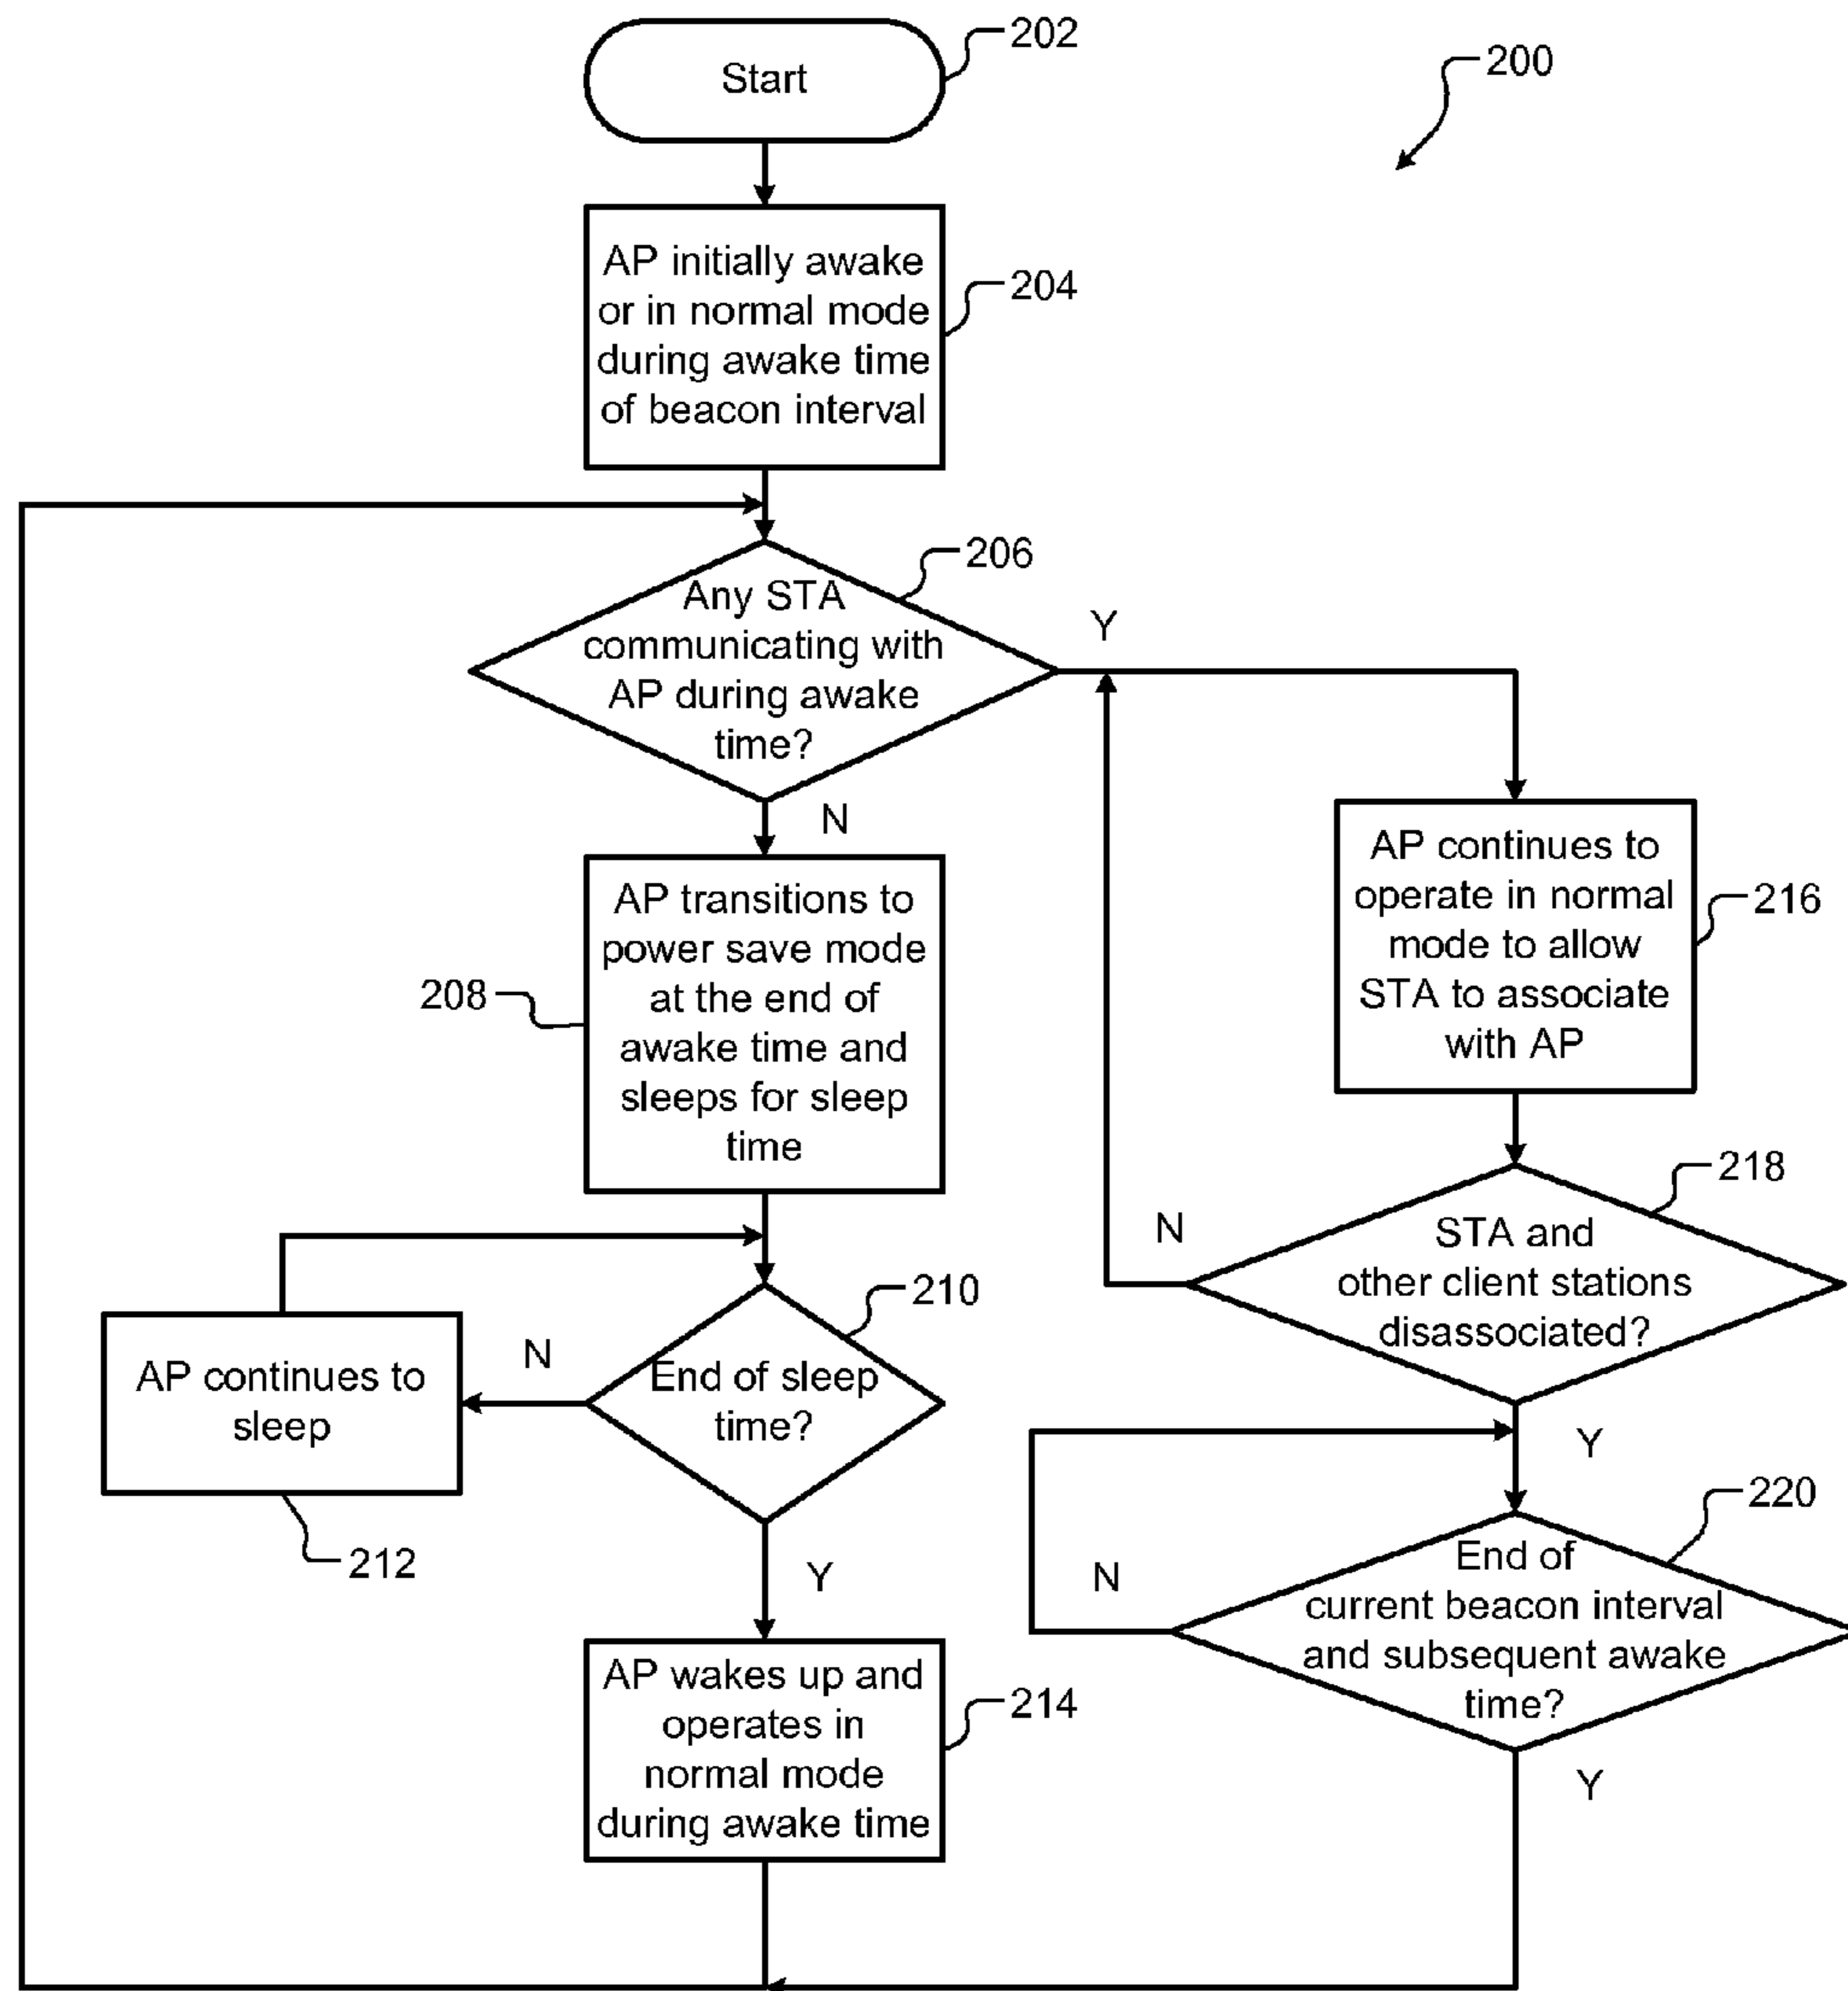 202
Start
200
AP initially awake
or in normal mode
during awake time
of beacon interval
204
206
Any STA
communicating with
AP during awake
time?
Y
N
AP transitions to
power save mode
at the end of
awake time and
sleeps for sleep
time
208
AP continues to
operate in normal
mode to allow
STA to associate
with AP
216
218
STA and
other client stations
disassociated?
N
Y
210
End of sleep
time?
N
AP continues to
sleep
212
Y
220
End of
current beacon interval
and subsequent awake
time?
N
Y
AP wakes up and
operates in
normal mode
during awake time
214